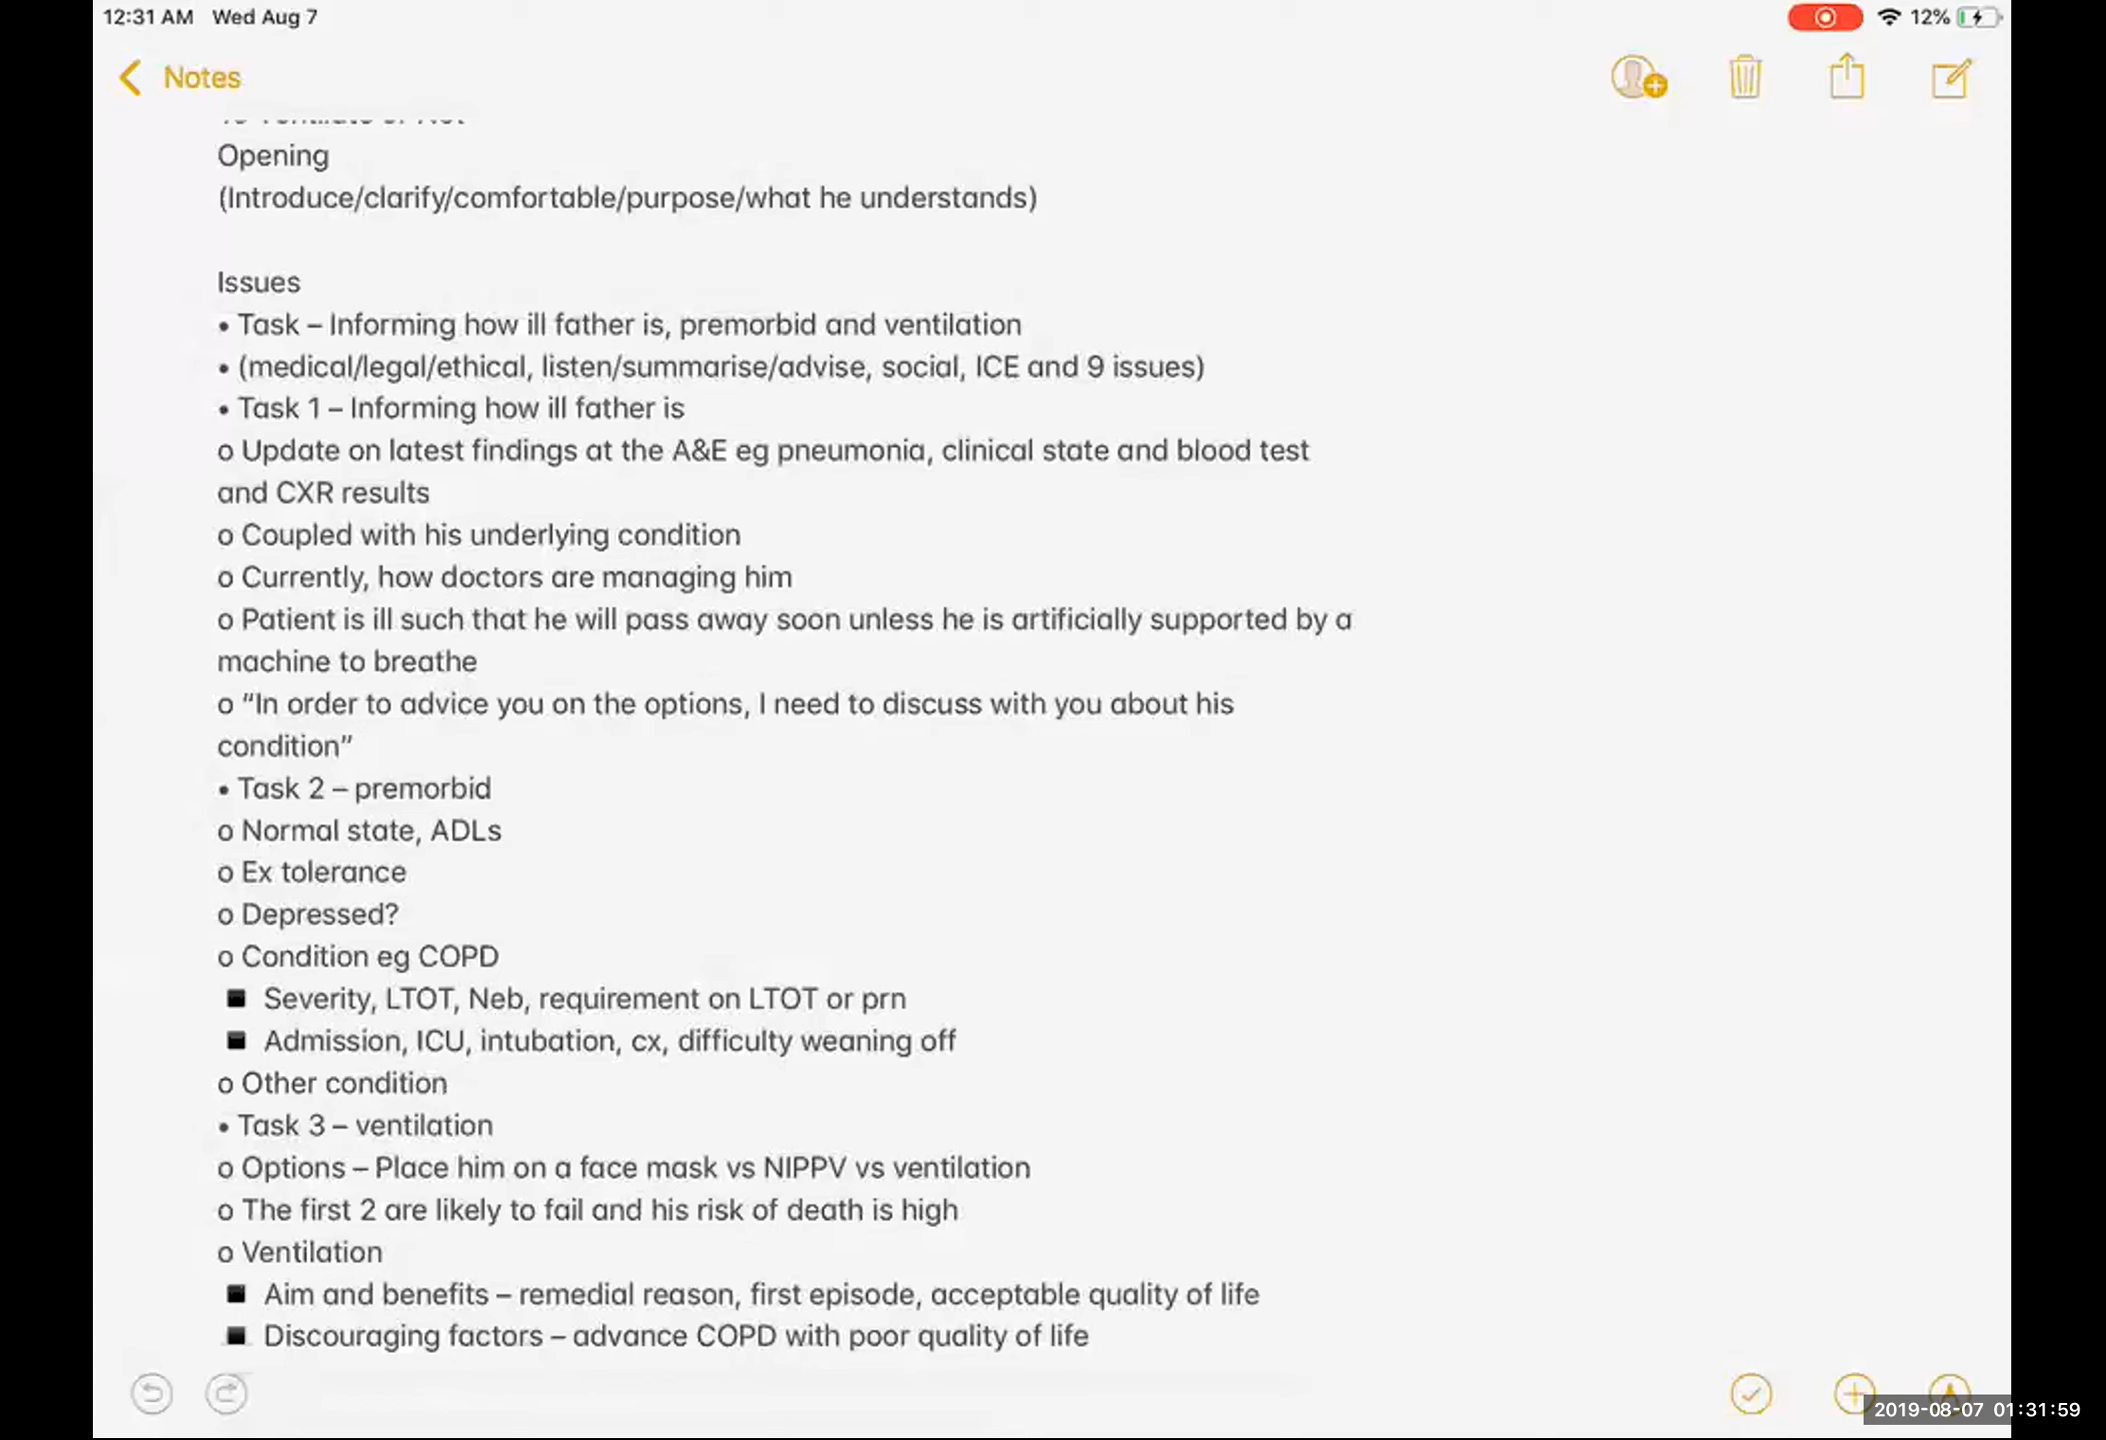 12:31 AM Wed Aug 7
12%
Notes
To Ventilate or Not
Opening
(Introduce/clarify/comfortable/purpose/what he understands)
Issues
• Task – Informing how ill father is, premorbid and ventilation
• (medical/legal/ethical, listen/summarise/advise, social, ICE and 9 issues)
• Task 1 – Informing how ill father is
o Update on latest findings at the A&E eg pneumonia, clinical state and blood test
and CXR results
o Coupled with his underlying condition
o Currently, how doctors are managing him
o Patient is ill such that he will pass away soon unless he is artificially supported by a
machine to breathe
o “In order to advice you on the options, I need to discuss with you about his
condition”
• Task 2 – premorbid
o Normal state, ADLs
o Ex tolerance
o Depressed?
o Condition eg COPD
■ Severity, LTOT, Neb, requirement on LTOT or prn
■ Admission, ICU, intubation, cx, difficulty weaning off
o Other condition
• Task 3 – ventilation
o Options – Place him on a face mask vs NIPPV vs ventilation
o The first 2 are likely to fail and his risk of death is high
o Ventilation
■ Aim and benefits – remedial reason, first episode, acceptable quality of life
■ Discouraging factors – advance COPD with poor quality of life
2019-08-07 01:31:59